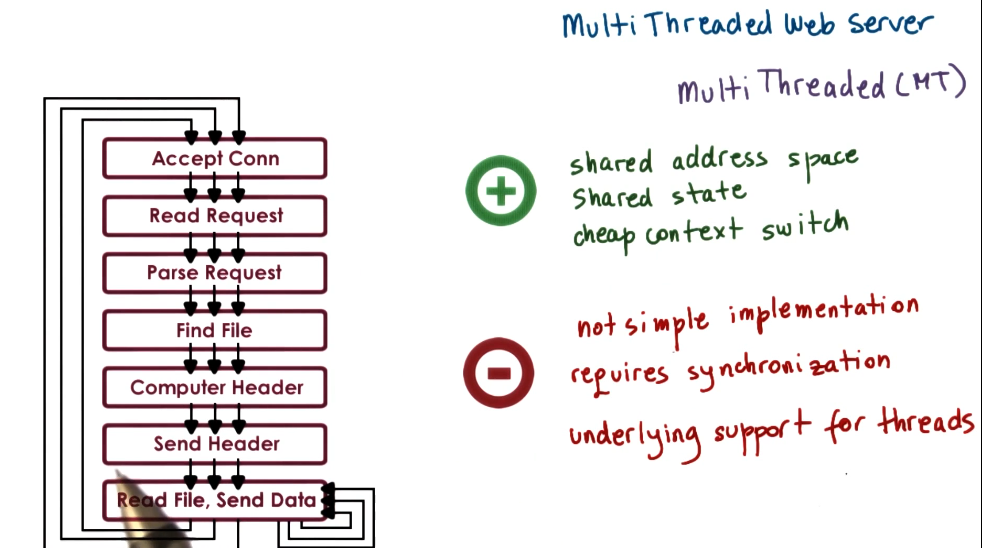 Multi Threaded Web Server
Multi Threaded (MT)
Accept Conn
Read Request
Parse Request
Find File
Computer Header
Send Header
Read File, Send Data
shared address space
Shared state
cheap context switch
not simple implementation
requires synchronization
underlying support for threads